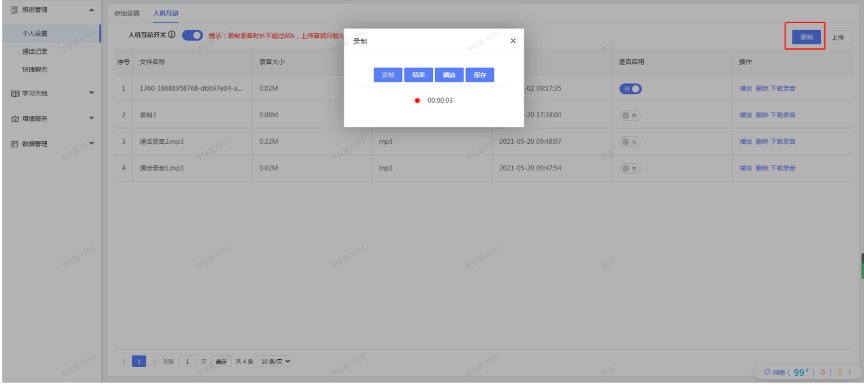 跟进管理
个人设置
通话记录
快捷聊天
学习天地
增值服务
数据管理
呼出设置 人机互动
人机互动开关 提示：录制录音时长不超过60s，上传音频只能
录制 上传
录制
录制 结束 播放 保存
00:00:03
序号 文件名称 录音大小 是否启用 操作
1 1360-18688958768-dbb97e04-a... 0.02M -02 09:17:35 开 播放 删除 下载录音
2 录制3 0.08M -20 17:38:00 关 播放 删除 下载录音
3 通话录音2.mp3 0.32M mp3 2021-05-20 09:48:07 关 播放 删除 下载录音
4 通话录音1.mp3 0.02M mp3 2021-05-20 09:47:54 关 播放 删除 下载录音
1 到第 1 页 确定 共 4 条 10 条/页
消息 [ 99+ | 0 | 0 ]